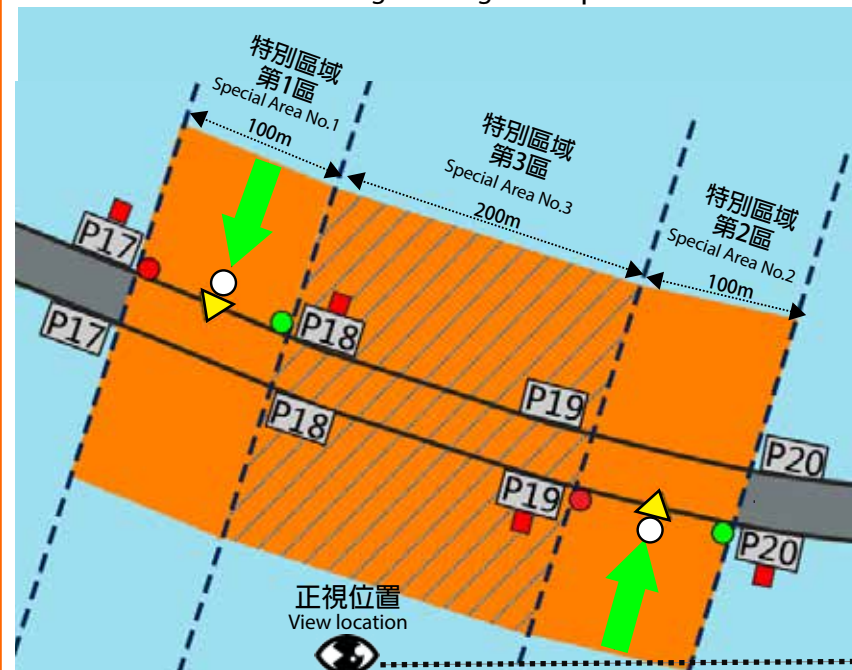 特別區域
第1區
Special Area No.1
100m
特別區域
第3區
Special Area No.3
200m
特別區域
第2區
Special Area No.2
100m
P17
P17
P18
P18
P19
P19
P20
P20
正視位置
View location